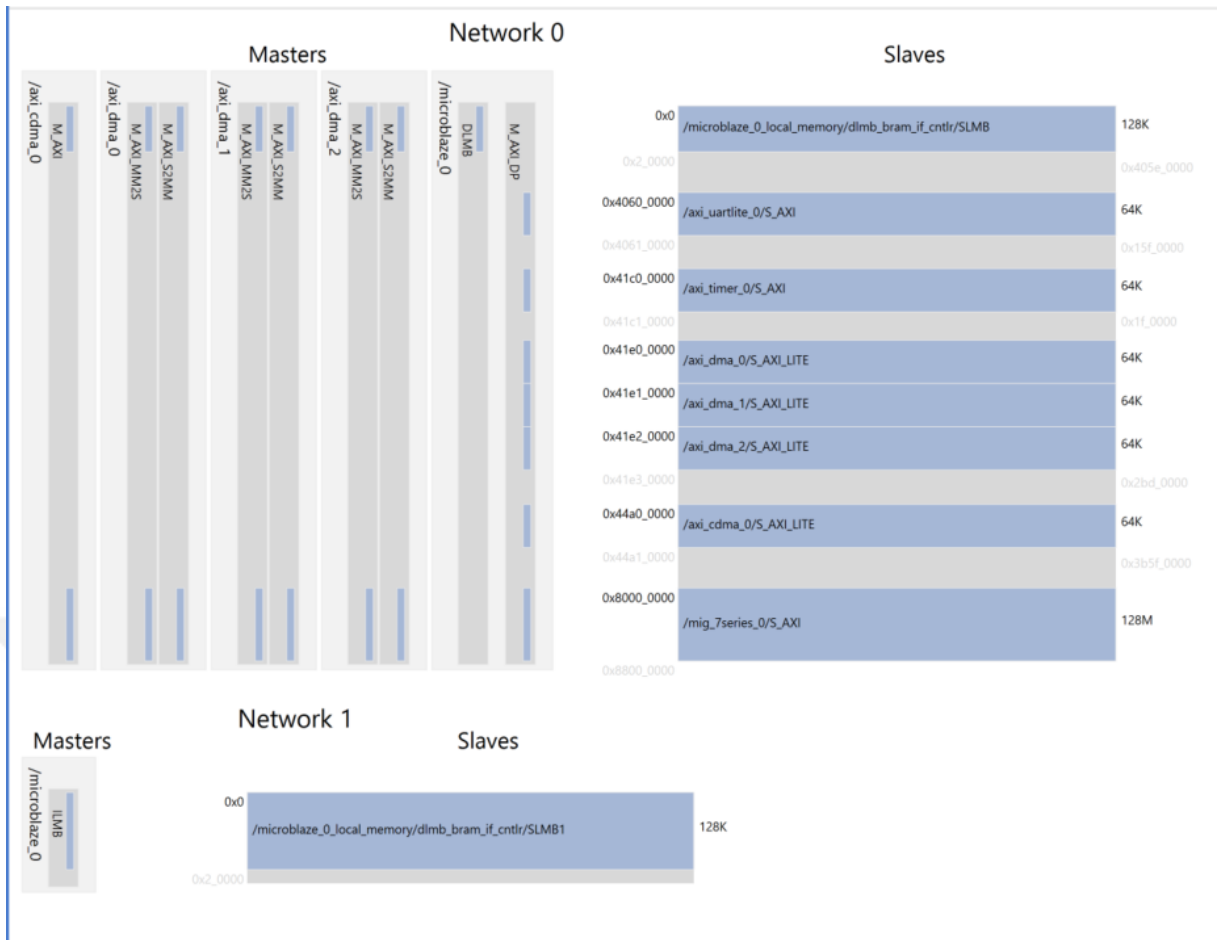 Network 0
Masters
Slaves
/axi_cdma_0
M_AXI
/axi_dma_0
M_AXI_MM2S
M_AXI_S2MM
/axi_dma_1
M_AXI_MM2S
M_AXI_S2MM
/axi_dma_2
M_AXI_MM2S
M_AXI_S2MM
/microblaze_0
DLMB
M_AXI_DP
0x0 /microblaze_0_local_memory/dlmb_bram_if_cntlr/SLMB 128K
0x2_0000 0x405e_0000
0x4060_0000 /axi_uartlite_0/S_AXI 64K
0x4061_0000 0x15f_0000
0x41c0_0000 /axi_timer_0/S_AXI 64K
0x41c1_0000 0x1f_0000
0x41e0_0000 /axi_dma_0/S_AXI_LITE 64K
0x41e1_0000 /axi_dma_1/S_AXI_LITE 64K
0x41e2_0000 /axi_dma_2/S_AXI_LITE 64K
0x41e3_0000 0x2bd_0000
0x44a0_0000 /axi_cdma_0/S_AXI_LITE 64K
0x44a1_0000 0x3b5f_0000
0x8000_0000 /mig_7series_0/S_AXI 128M
0x8800_0000
Network 1
Masters
Slaves
/microblaze_0
ILMB
0x0 /microblaze_0_local_memory/dlmb_bram_if_cntlr/SLMB1 128K
0x2_0000